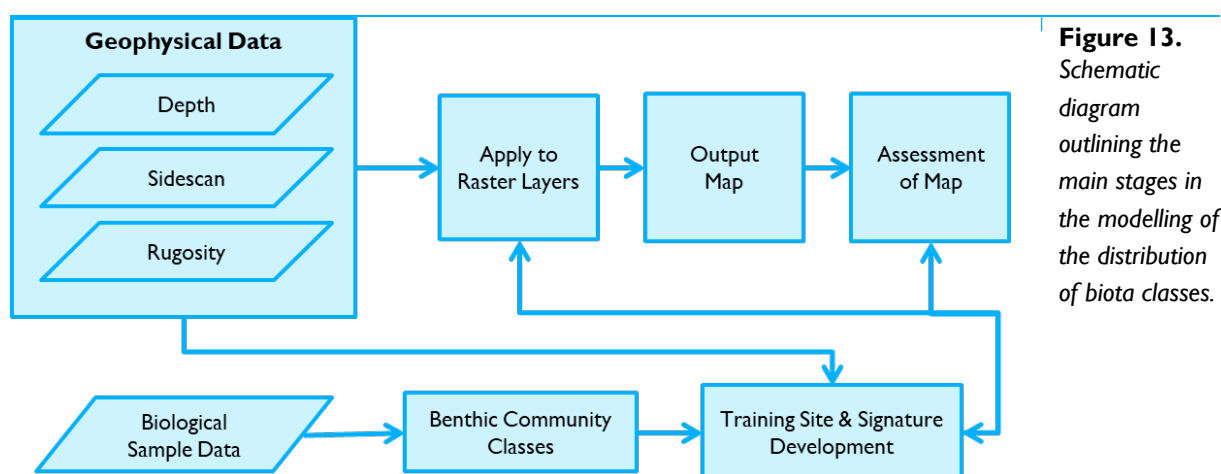 Geophysical Data
Depth
Sidescan
Rugosity
Apply to
Raster Layers
Output
Map
Assessment
of Map
Biological
Sample Data
Benthic Community
Classes
Training Site & Signature
Development
Figure 13.
Schematic
diagram
outlining the
main stages in
the modelling of
the distribution
of biota classes.